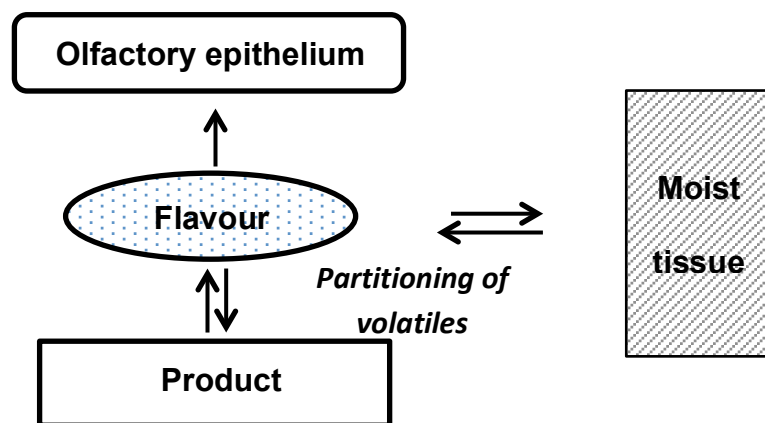 Olfactory epithelium
Flavour
Moist
tissue
Partitioning of
volatiles
Product